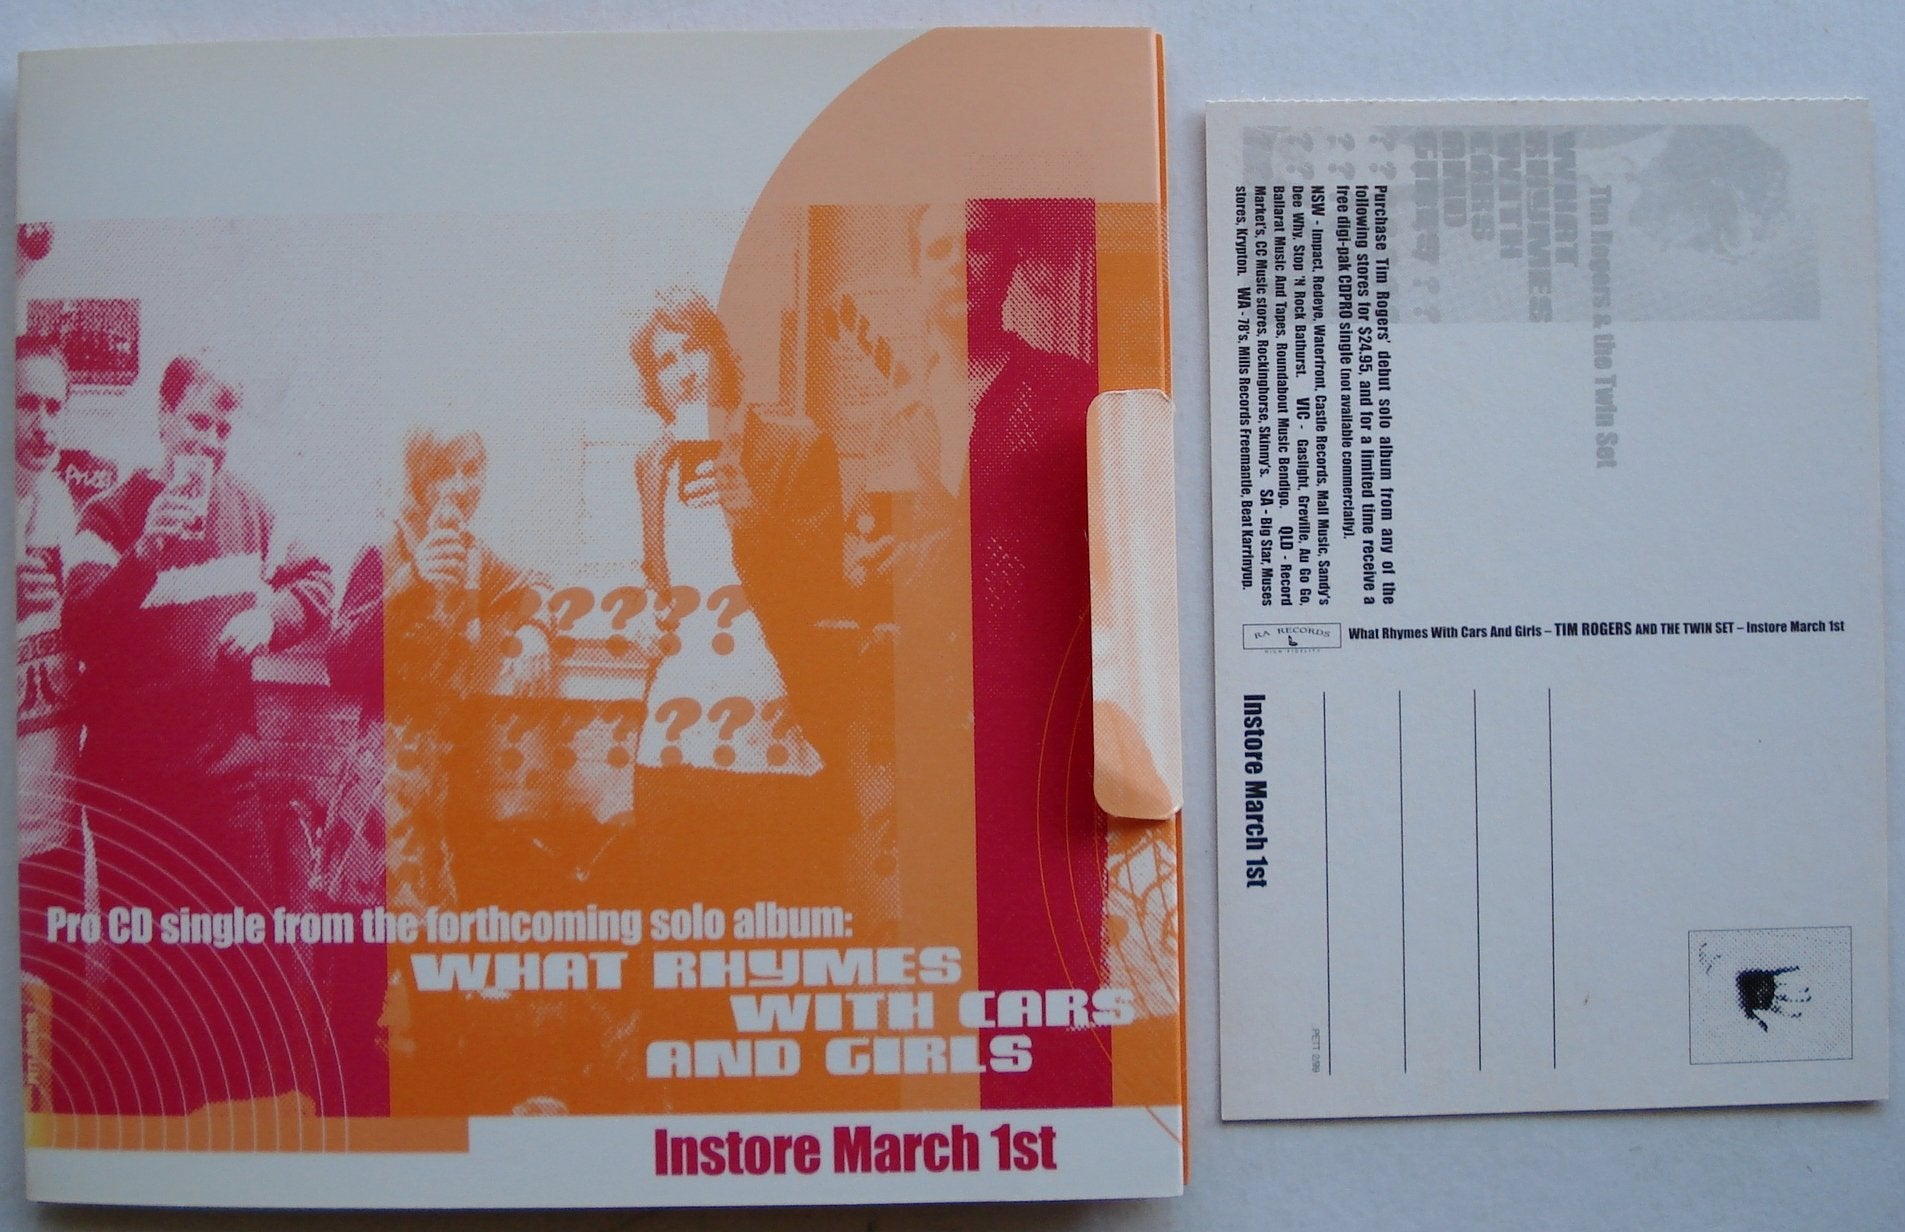 Pro CD single from the forthcoming solo album:
WHAT RHYMES
WITH CARS
AND GIRLS
Instore March 1st
Tim Rogers & the Twin Set
WHAT
RHYMES
WITH
CARS
AND
GIRLS ? ?
? ?
? ?
? ?
Purchase Tim Rogers' debut solo album from any of the
following stores for $24.95, and for a limited time receive a
free digi-pak CDPRO single (not available commercially).
NSW - Impact, Redeye, Waterfront, Castle Records, Mall Music, Sandy's
Dee Why, Stop 'N Rock Bathurst. VIC - Gaslight, Greville, Au Go Go,
Ballarat Music And Tapes, Roundabout Music Bendigo. QLD - Record
Market's, CC Music stores, Rockinghorse, Skinny's. SA - Big Star, Muses
stores, Krypton. WA - 78's, Mills Records Freemantle, Beat Karrinyup.
RA RECORDS
HIGH FIDELITY
What Rhymes With Cars And Girls – TIM ROGERS AND THE TWIN SET – Instore March 1st
Instore March 1st
PETT 2/99